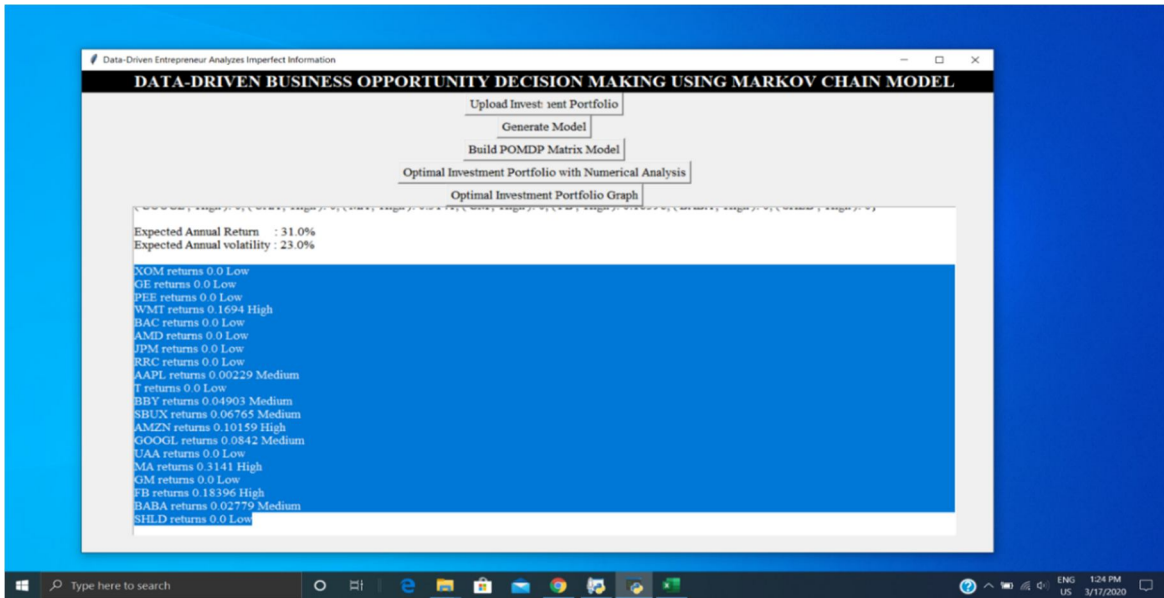 Data-Driven Entrepreneur Analyzes Imperfect Information
DATA-DRIVEN BUSINESS OPPORTUNITY DECISION MAKING USING MARKOV CHAIN MODEL
Upload Investment Portfolio
Generate Model
Build POMDP Matrix Model
Optimal Investment Portfolio with Numerical Analysis
Optimal Investment Portfolio Graph
Expected Annual Return : 31.0%
Expected Annual volatility : 23.0%
XOM returns 0.0 Low
GE returns 0.0 Low
PEE returns 0.0 Low
WMT returns 0.1694 High
BAC returns 0.0 Low
AMD returns 0.0 Low
JPM returns 0.0 Low
RRC returns 0.0 Low
AAPL returns 0.00229 Medium
T returns 0.0 Low
BBY returns 0.04903 Medium
SBUX returns 0.06765 Medium
AMZN returns 0.10159 High
GOOGL returns 0.0842 Medium
UAA returns 0.0 Low
MA returns 0.3141 High
GM returns 0.0 Low
FB returns 0.18396 High
BABA returns 0.02779 Medium
SHLD returns 0.0 Low
Type here to search
ENG 1:24 PM
US 3/17/2020